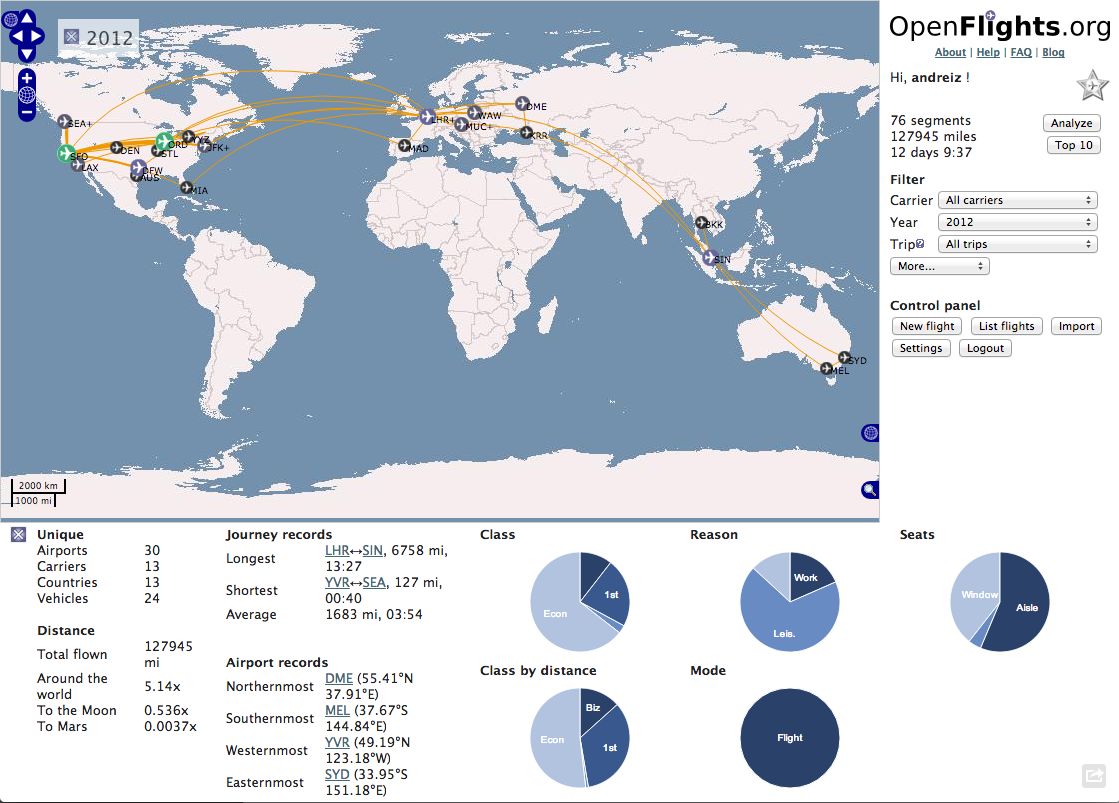 2012
OpenFlights.org
About | Help | FAQ | Blog
Hi, andreiz !
76 segments
127945 miles
12 days 9:37
Analyze
Top 10
Filter
Carrier All carriers
Year 2012
Trip All trips
More...
Control panel
New flight List flights Import
Settings Logout
SEA+
SFO
LAX
DEN
ORD
STL
YYZ
JFK+
DFW
AUS
MIA
LHR+
WAW
MUC+
DME
KRR
MAD
BKK
SIN
SYD
MEL
2000 km
1000 mi
Unique
Airports 30
Carriers 13
Countries 13
Vehicles 24
Distance
Total flown 127945
mi
Around the
world 5.14x
To the Moon 0.536x
To Mars 0.0037x
Journey records
Longest LHR↔SIN, 6758 mi,
13:27
Shortest YVR↔SEA, 127 mi,
00:40
Average 1683 mi, 03:54
Airport records
Northernmost DME (55.41°N
37.91°E)
Southernmost MEL (37.67°S
144.84°E)
Westernmost YVR (49.19°N
123.18°W)
Easternmost SYD (33.95°S
151.18°E)
Class
1st
Econ
Reason
Work
Leis.
Seats
Window
Aisle
Class by distance
Biz
1st
Econ
Mode
Flight